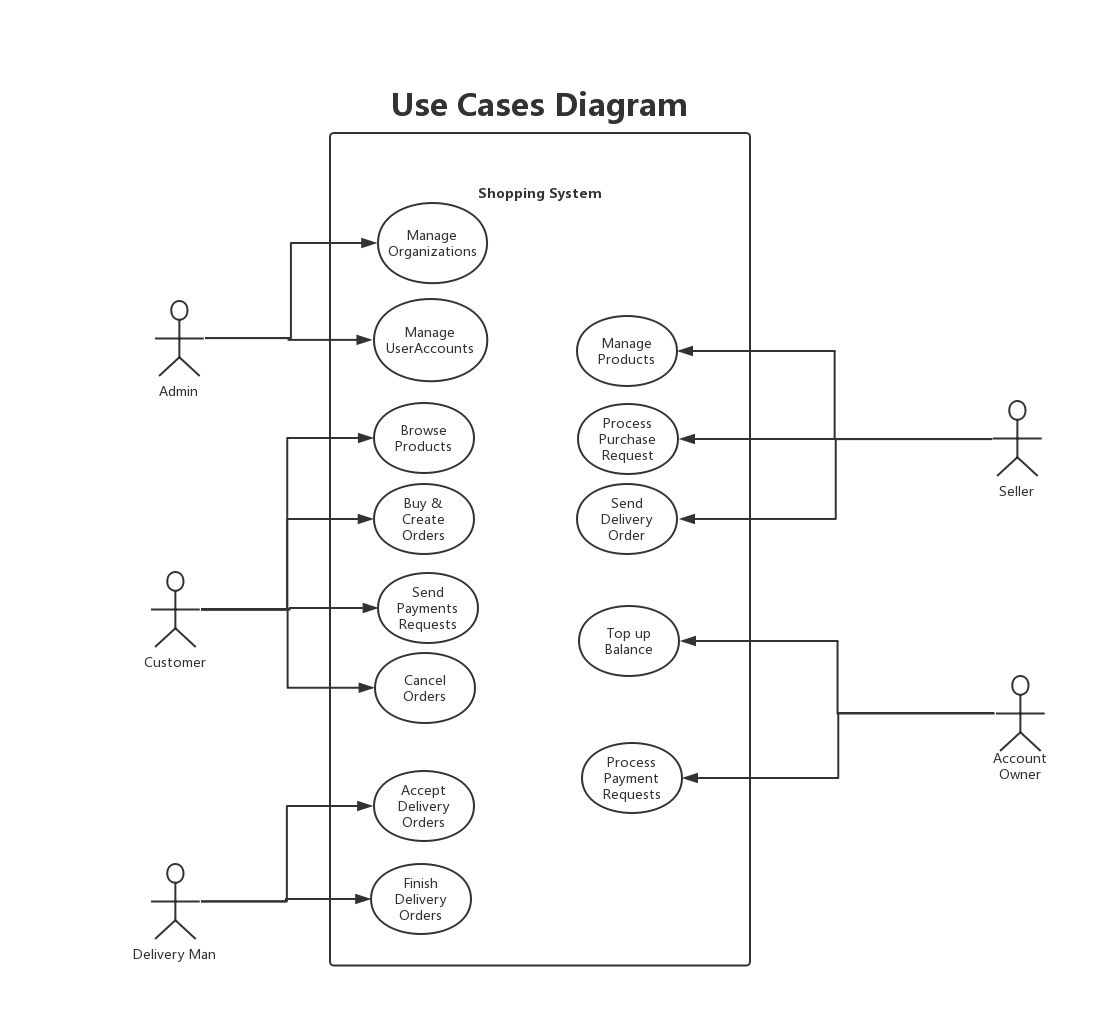 Use Cases Diagram
Shopping System
Manage
Organizations
Manage
UserAccounts
Admin
Browse
Products
Buy &
Create
Orders
Send
Payments
Requests
Cancel
Orders
Customer
Accept
Delivery
Orders
Finish
Delivery
Orders
Delivery Man
Manage
Products
Process
Purchase
Request
Send
Delivery
Order
Seller
Top up
Balance
Process
Payment
Requests
Account
Owner